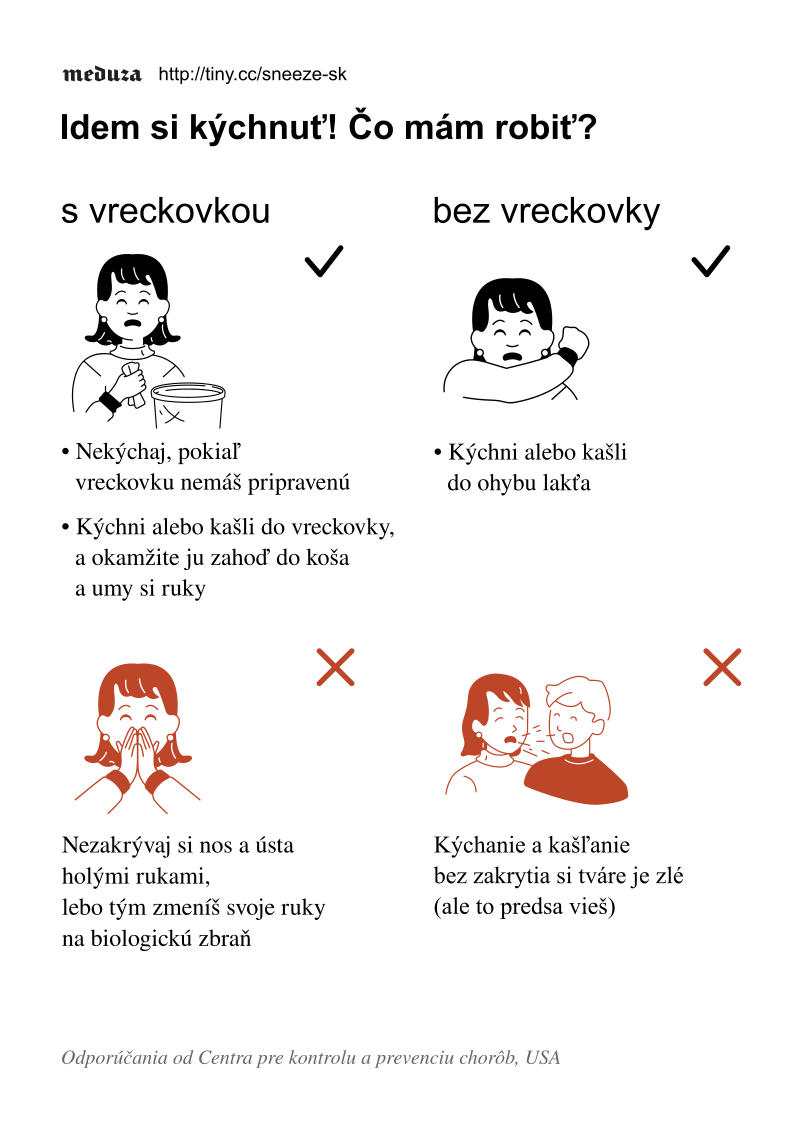 meduza http://tiny.cc/sneeze-sk
Idem si kýchnuť! Čo mám robiť?
s vreckovkou
• Nekýchaj, pokiaľ
vreckovku nemáš pripravenú
• Kýchni alebo kašli do vreckovky,
a okamžite ju zahoď do koša
a umy si ruky
bez vreckovky
• Kýchni alebo kašli
do ohybu lakťa
Nezakrývaj si nos a ústa
holými rukami,
lebo tým zmeníš svoje ruky
na biologickú zbraň
Kýchanie a kašľanie
bez zakrytia si tváre je zlé
(ale to predsa vieš)
Odporúčania od Centra pre kontrolu a prevenciu chorôb, USA